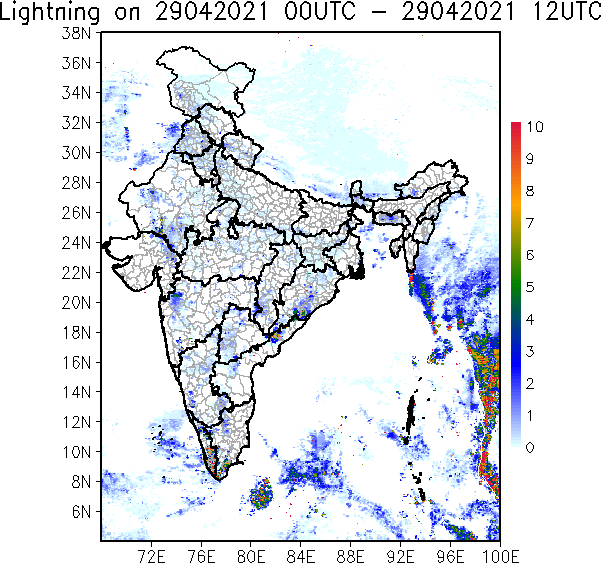 Lightning on 29042021 00UTC – 29042021 12UTC
38N
36N
34N
32N
30N
28N
26N
24N
22N
20N
18N
16N
14N
12N
10N
8N
6N
72E 76E 80E 84E 88E 92E 96E 100E
10
9
8
7
6
5
4
3
2
1
0